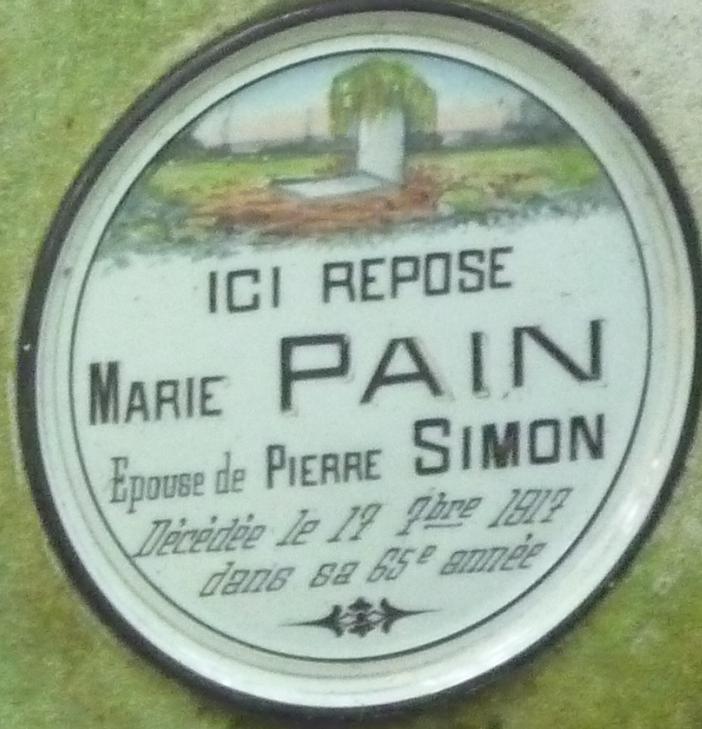 ICI REPOSE
MARIE PAIN
Epouse de PIERRE SIMON
Décédée le 17 7bre 1917
dans sa 65e année